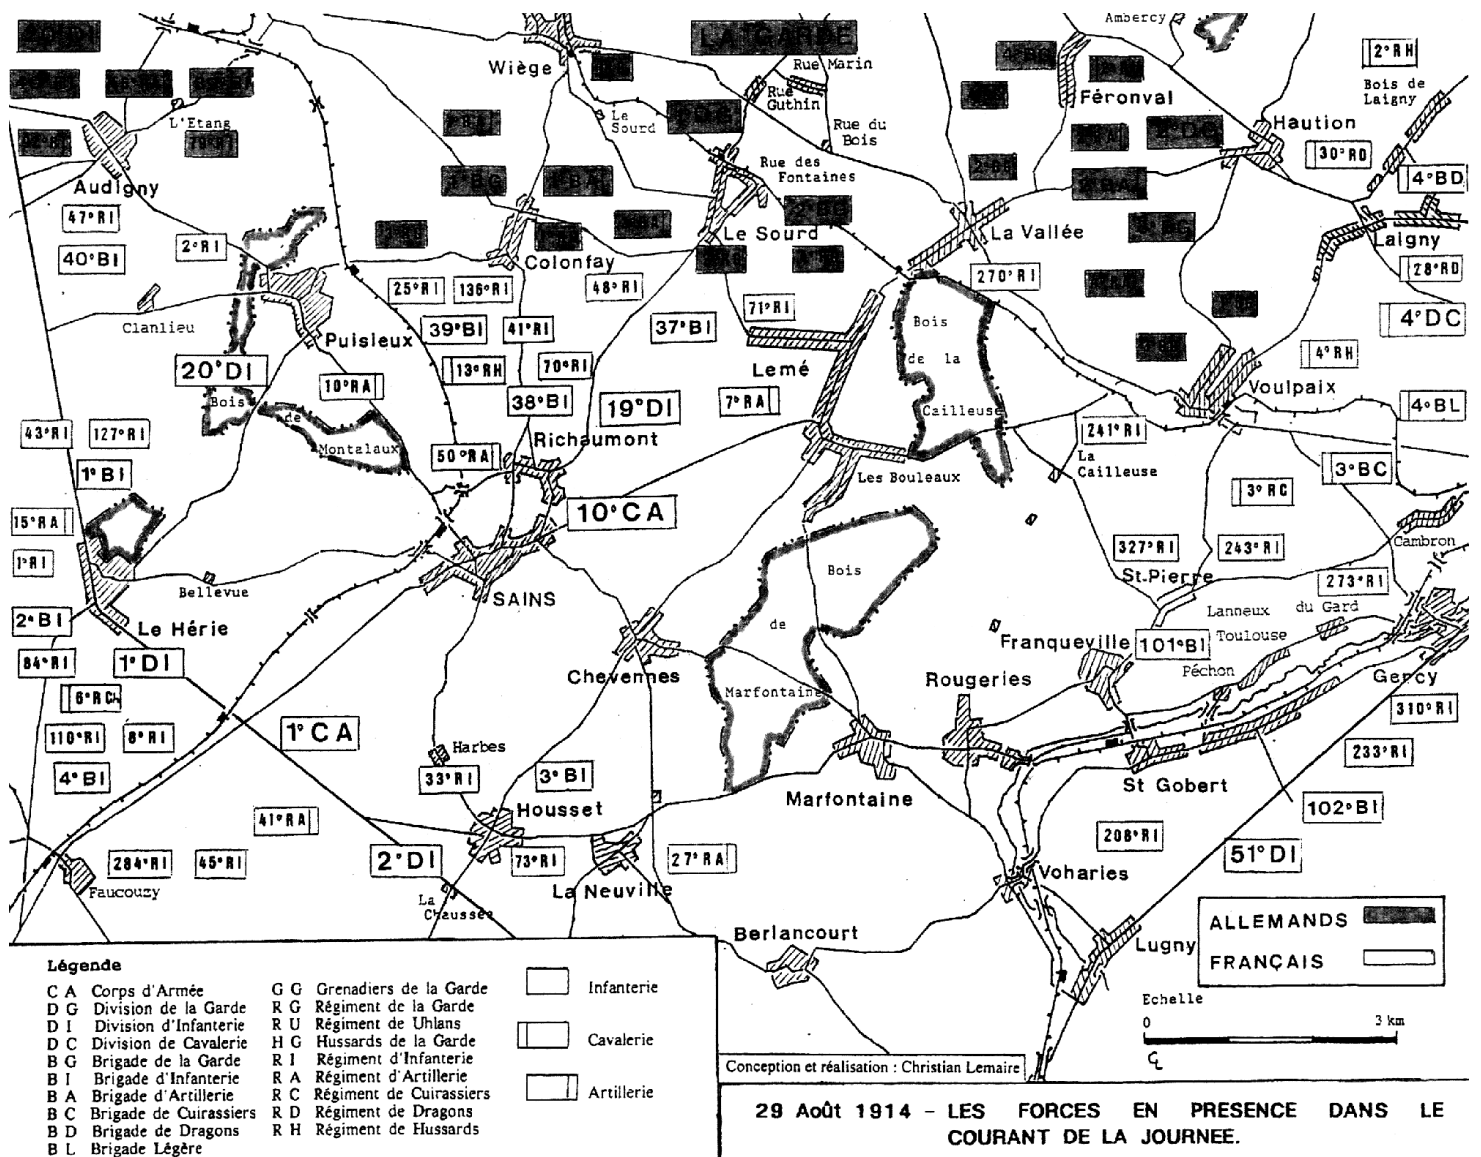 LA GARDE
Ambercy
2°RH
Wiège
Rue Marin
Bois de
Laigny
Rue
Guthin
Féronval
L'Etang
Le
Sourd
Haution
Rue du
Bois
30°RD
Rue des
Fontaines
4°BD
Audigny
47°RI
2°RI
Le Sourd
La Vallée
Laigny
40°BI
Colonfay
28°RD
25°RI
136°RI
48°RI
270°RI
71°RI
Clanlieu
39°BI
41°RI
37°BI
Bois
de la
Cailleuse
4°DC
Puisieux
20°DI
13°RH
70°RI
Lemé
4°RH
Voulpaix
10°RA
38°BI
19°DI
7°RA
4°BL
Bois
de
Montalaux
43°RI
127°RI
Richaumont
241°RI
50°RA
La
Cailleuse
3°BC
1°BI
Les Bouleaux
3°RC
15°RA
10°CA
Cambron
1°RI
327°RI
243°RI
Bois
de
Marfontaine
St-Pierre
273°RI
Bellevue
SAINS
Lanneux
du Gard
2°BI
Le Hérie
Toulouse
Franqueville
101°BI
84°RI
1°DI
Chevennes
Péchon
Gercy
Rougeries
6°RCh
310°RI
110°RI
8°RI
1°CA
Harbes
233°RI
4°BI
33°RI
3°BI
St Gobert
Marfontaine
Housset
102°BI
41°RA
208°RI
284°RI
45°RI
2°DI
73°RI
27°RA
51°DI
Voharies
Faucouzy
La
Chaussée
La Neuville
Berlancourt
Lugny
ALLEMANDS
FRANÇAIS
Echelle
0 3 km
Légende
C A Corps d'Armée
D G Division de la Garde
D I Division d'Infanterie
D C Division de Cavalerie
B G Brigade de la Garde
B I Brigade d'Infanterie
B A Brigade d'Artillerie
B C Brigade de Cuirassiers
B D Brigade de Dragons
B L Brigade Légère
G G Grenadiers de la Garde
R G Régiment de la Garde
R U Régiment de Uhlans
H G Hussards de la Garde
R I Régiment d'Infanterie
R A Régiment d'Artillerie
R C Régiment de Cuirassiers
R D Régiment de Dragons
R H Régiment de Hussards
Infanterie
Cavalerie
Artillerie
Conception et réalisation : Christian Lemaire
29 Août 1914 - LES FORCES EN PRESENCE DANS LE
COURANT DE LA JOURNEE.